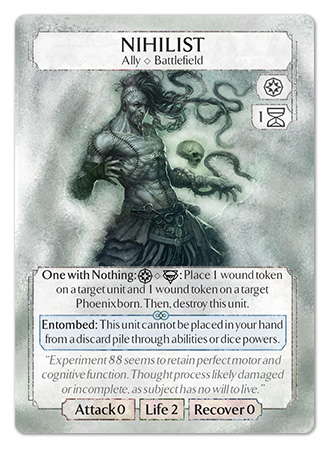 NIHILIST
Ally ◇ Battlefield
1
One with Nothing: ◇ : Place 1 wound token
on a target unit and 1 wound token on a target
Phoenixborn. Then, destroy this unit.
Entombed: This unit cannot be placed in your hand
from a discard pile through abilities or dice powers.
"Experiment 88 seems to retain perfect motor and
cognitive function. Thought process likely damaged
or incomplete, as subject has no will to live."
Attack 0 Life 2 Recover 0